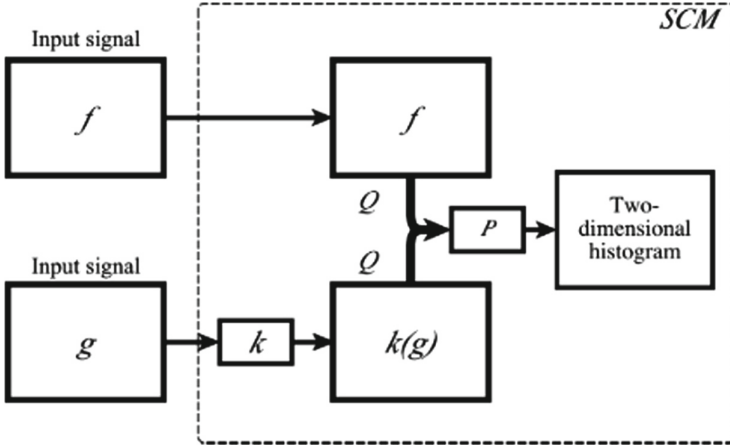 SCM
Input signal
f
f
Q
P
Two-
dimensional
histogram
Q
Input signal
g
k
k(g)